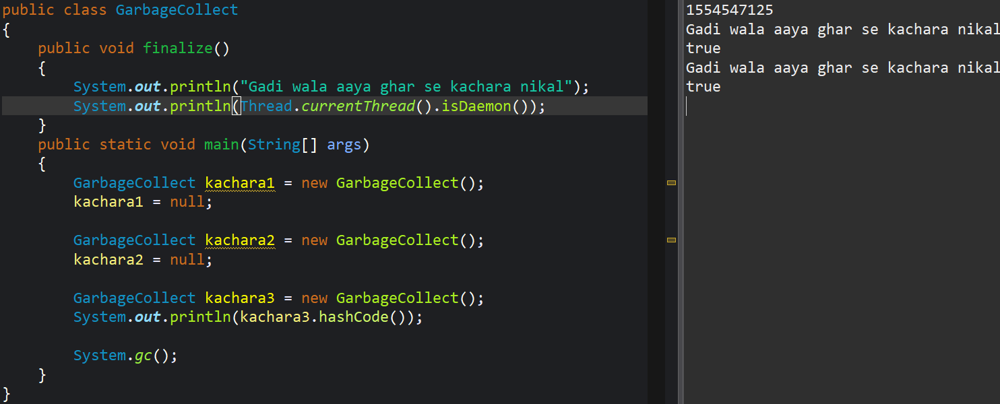 public class GarbageCollect
{
    public void finalize()
    {
        System.out.println("Gadi wala aaya ghar se kachara nikal");
        System.out.println(Thread.currentThread().isDaemon());
    }
    public static void main(String[] args)
    {
        GarbageCollect kachara1 = new GarbageCollect();
        kachara1 = null;

        GarbageCollect kachara2 = new GarbageCollect();
        kachara2 = null;

        GarbageCollect kachara3 = new GarbageCollect();
        System.out.println(kachara3.hashCode());

        System.gc();
    }
}
1554547125
Gadi wala aaya ghar se kachara nikal
true
Gadi wala aaya ghar se kachara nikal
true